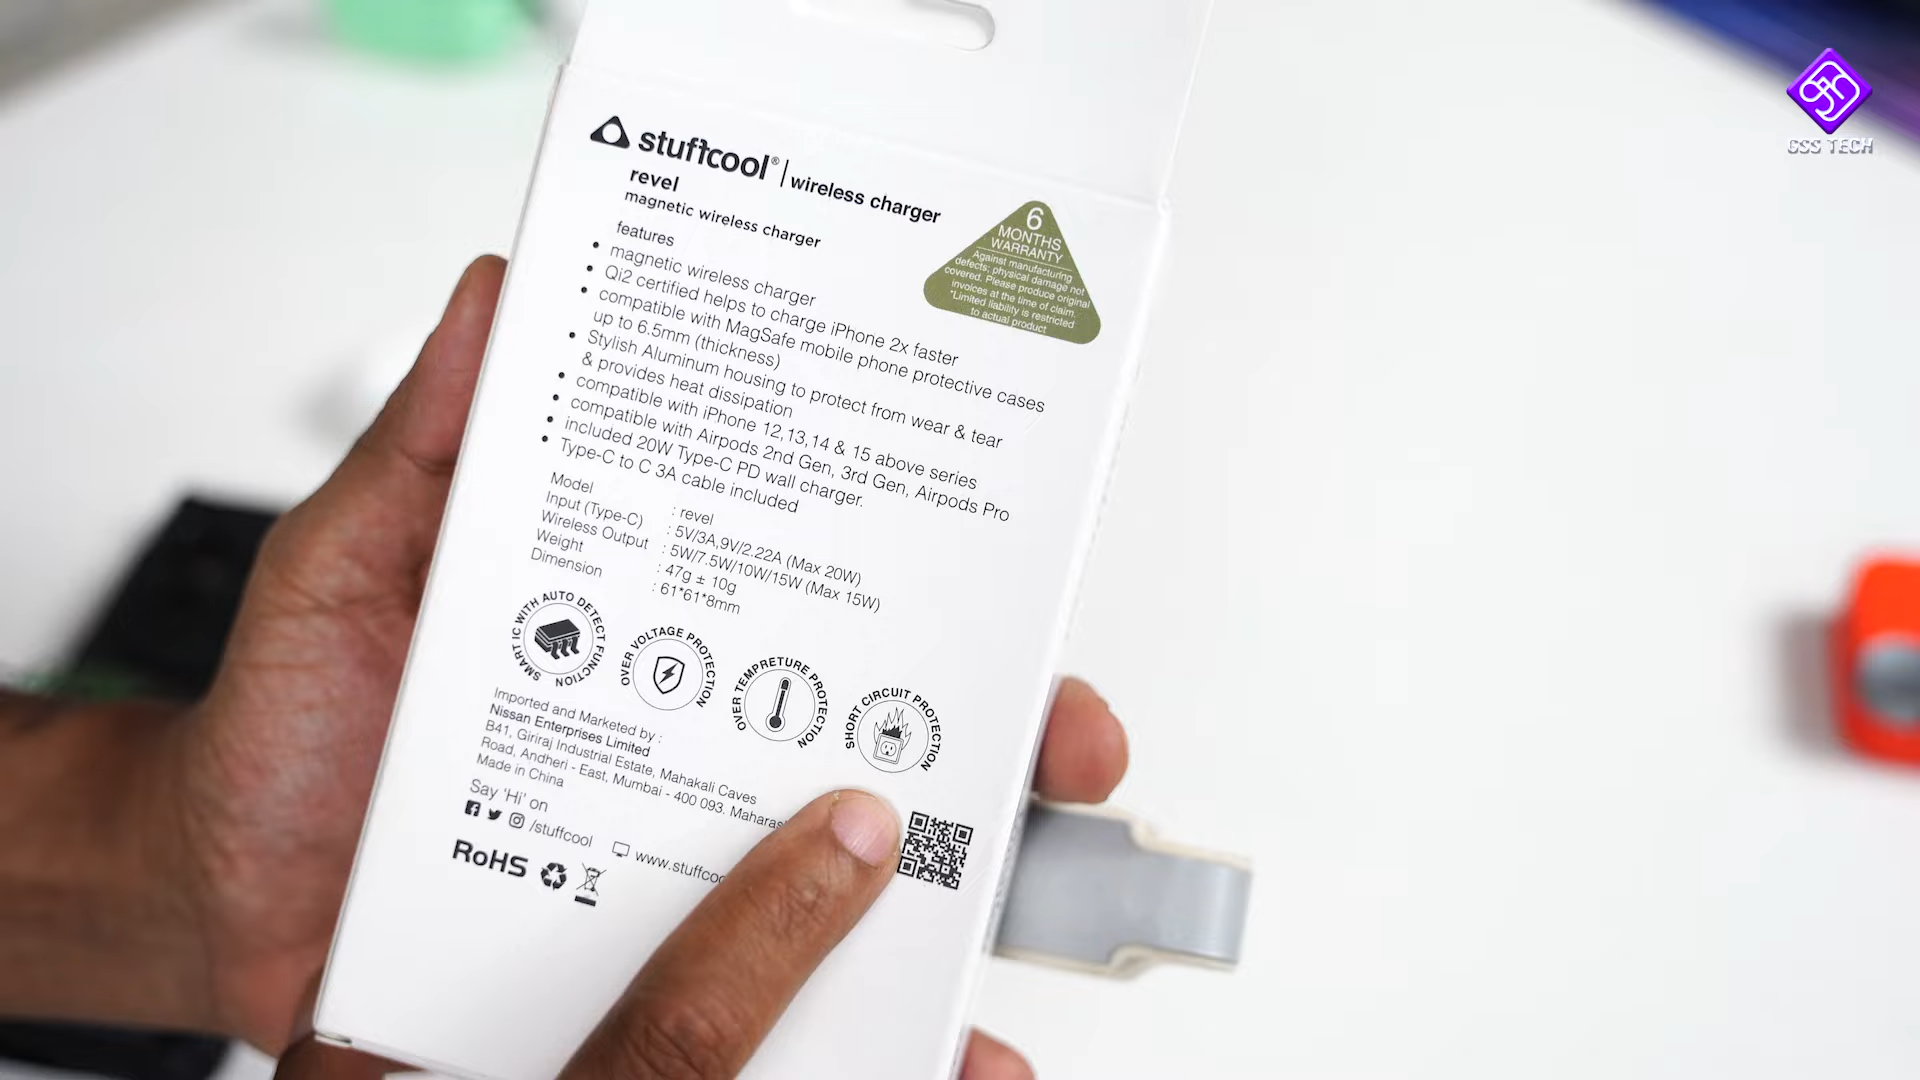 GSS TECH
stuffcool® | wireless charger
revel
magnetic wireless charger
6
MONTHS
WARRANTY
Against manufacturing
defects; physical damage not
covered. Please produce original
invoices at the time of claim.
*Limited liability is restricted
to actual product
features
• magnetic wireless charger
• Qi2 certified helps to charge iPhone 2x faster
• compatible with MagSafe mobile phone protective cases
up to 6.5mm (thickness)
• Stylish Aluminum housing to protect from wear & tear
& provides heat dissipation
• compatible with iPhone 12,13,14 & 15 above series
• compatible with Airpods 2nd Gen, 3rd Gen, Airpods Pro
• included 20W Type-C PD wall charger.
• Type-C to C 3A cable included
Model : revel
Input (Type-C) : 5V/3A,9V/2.22A (Max 20W)
Wireless Output : 5W/7.5W/10W/15W (Max 15W)
Weight : 47g ± 10g
Dimension : 61*61*8mm
SMART IC WITH AUTO DETECT FUNCTION
OVER VOLTAGE PROTECTION
OVER TEMPRETURE PROTECTION
SHORT CIRCUIT PROTECTION
Imported and Marketed by :
Nissan Enterprises Limited
B41, Giriraj Industrial Estate, Mahakali Caves
Road, Andheri - East, Mumbai - 400 093. Maharas
Made in China
Say 'Hi' on
/stuffcool
www.stuffcoo
RoHS